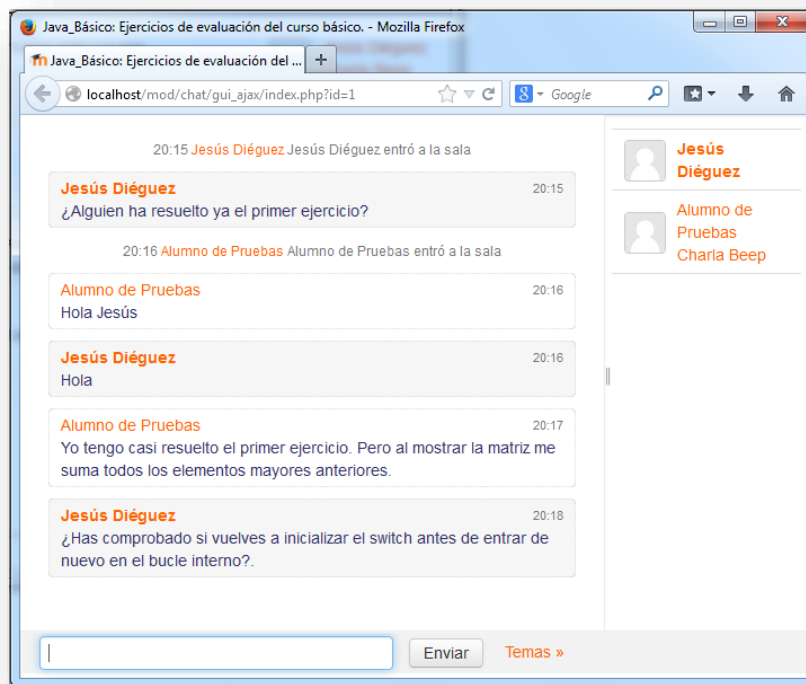 Java_Básico: Ejercicios de evaluación del curso básico. - Mozilla Firefox
Java_Básico: Ejercicios de evaluación del ...
localhost/mod/chat/gui_ajax/index.php?id=1
Google
20:15 Jesús Diéguez Jesús Diéguez entró a la sala
Jesús Diéguez 20:15
¿Alguien ha resuelto ya el primer ejercicio?
20:16 Alumno de Pruebas Alumno de Pruebas entró a la sala
Alumno de Pruebas 20:16
Hola Jesús
Jesús Diéguez 20:16
Hola
Alumno de Pruebas 20:17
Yo tengo casi resuelto el primer ejercicio. Pero al mostrar la matriz me
suma todos los elementos mayores anteriores.
Jesús Diéguez 20:18
¿Has comprobado si vuelves a inicializar el switch antes de entrar de
nuevo en el bucle interno?.
Jesús
Diéguez
Alumno de
Pruebas
Charla Beep
Enviar
Temas »